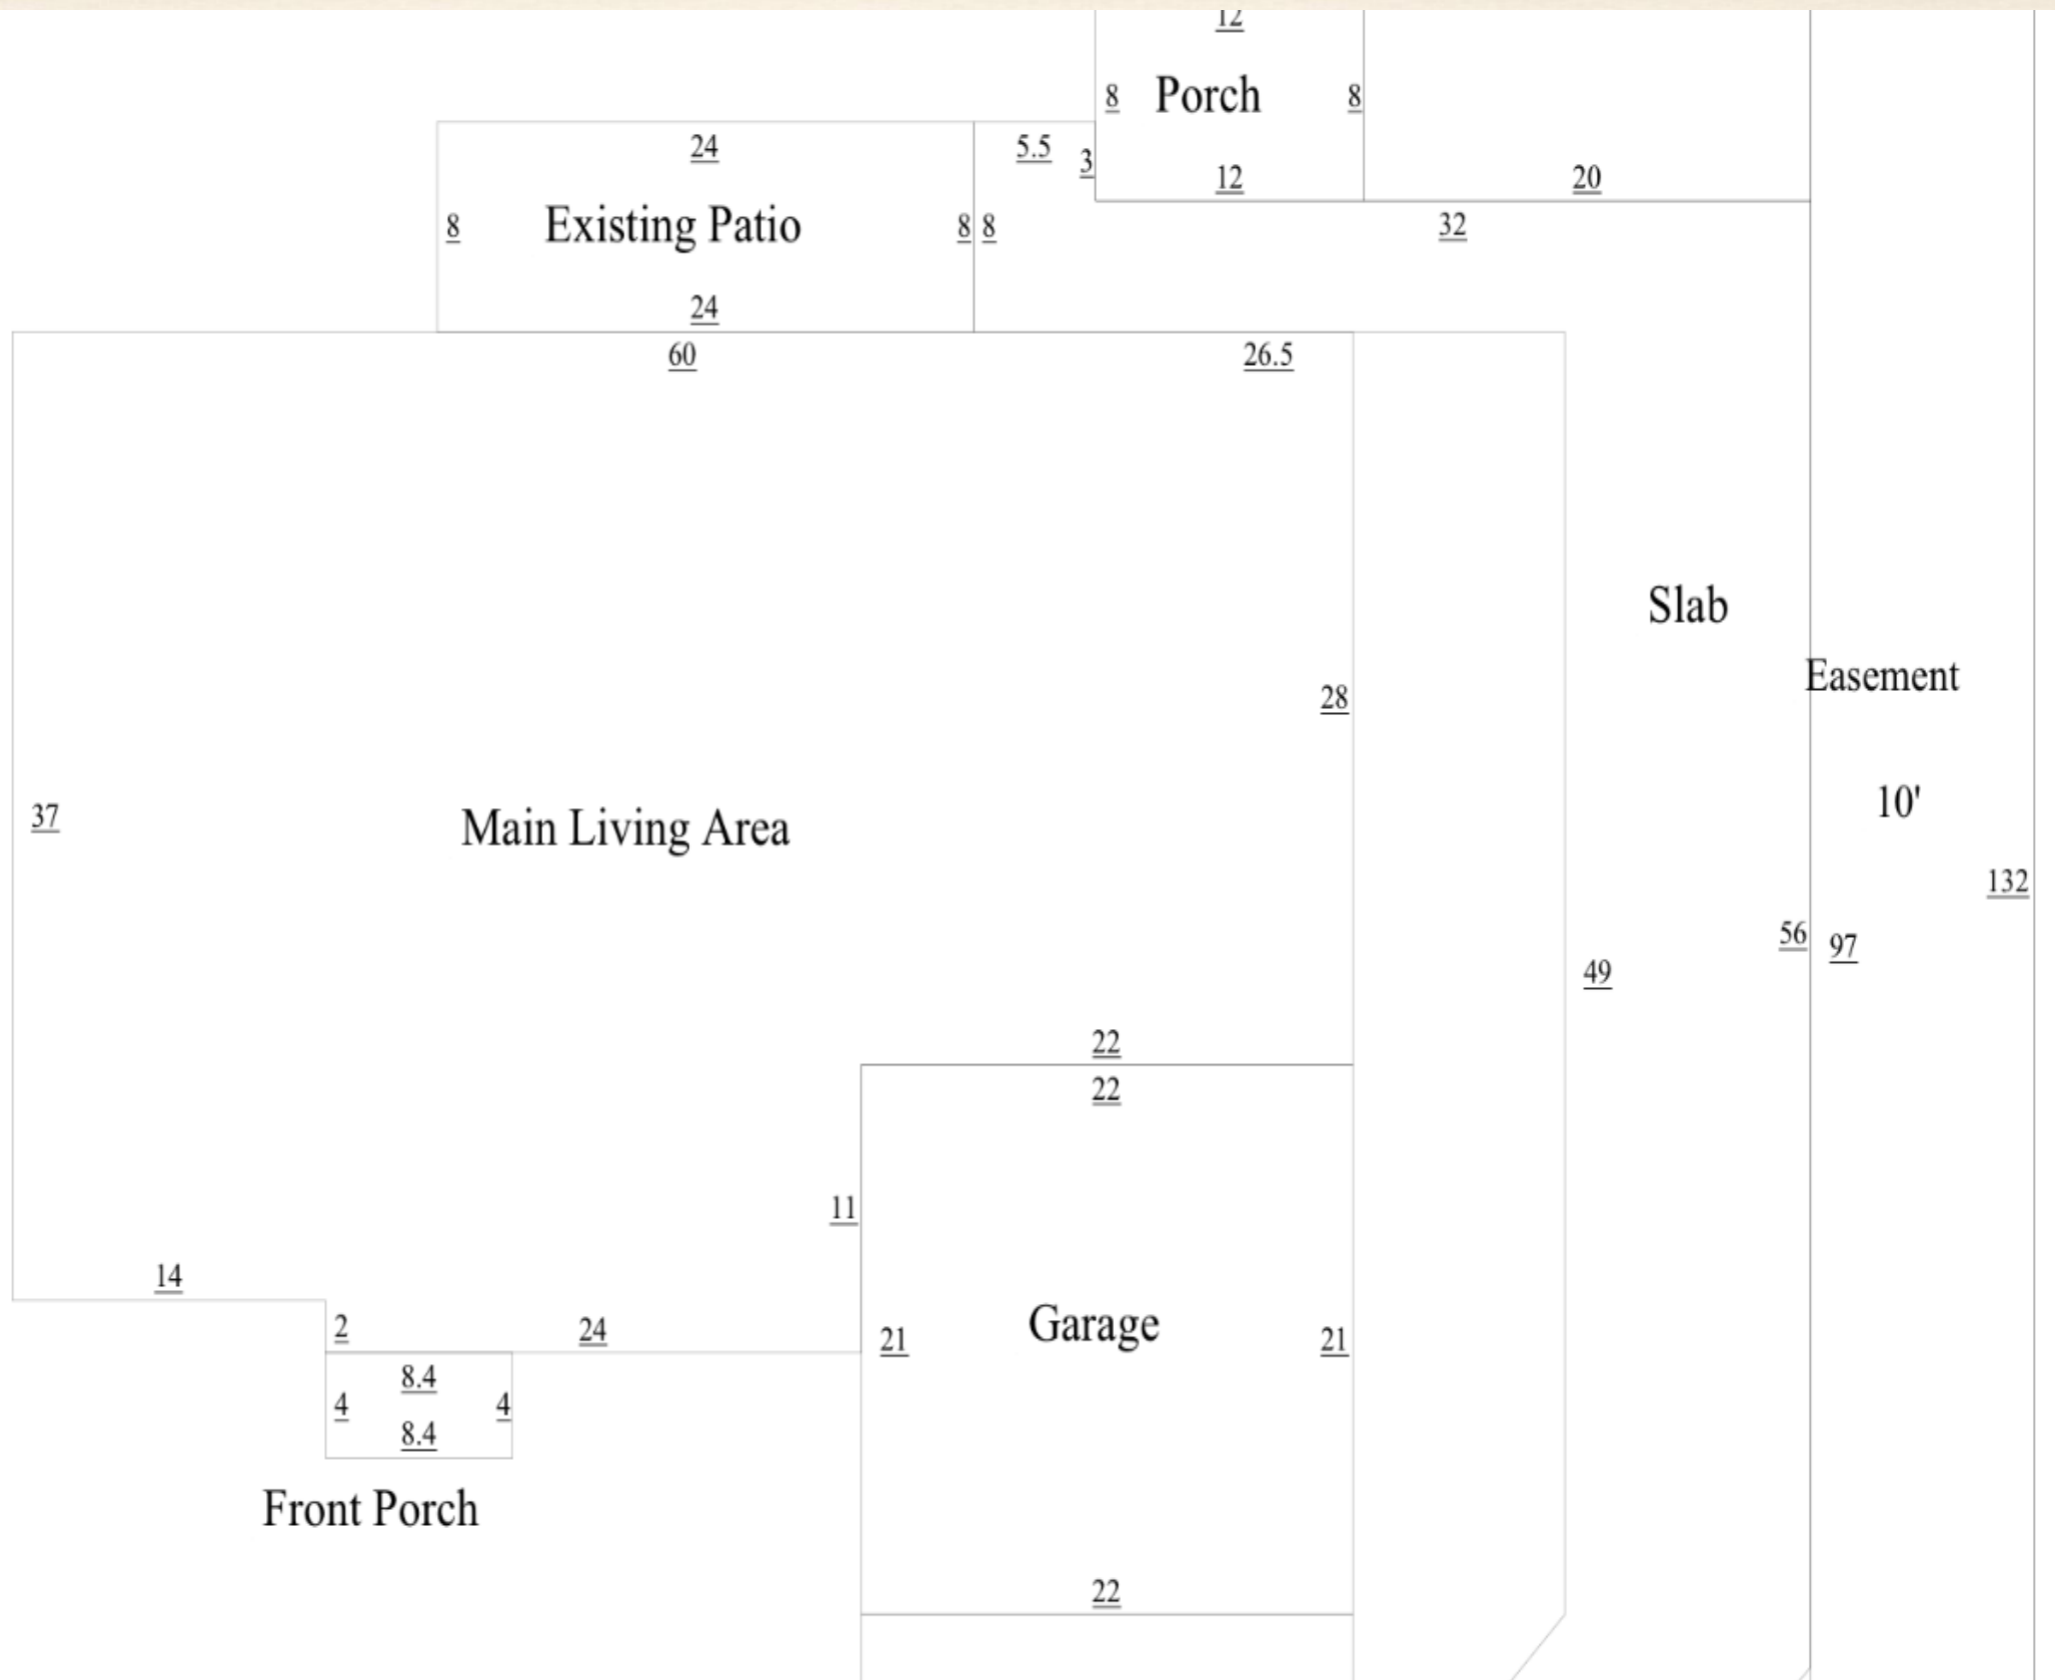 12
8 Porch 8
24 5.5 3
12 20
8 Existing Patio 8 8
32
24
60 26.5
Slab
Easement
28
10'
37 Main Living Area
132
56 97
49
22
22
11
14
2 24 21 Garage 21
8.4
4 4
8.4
Front Porch
22